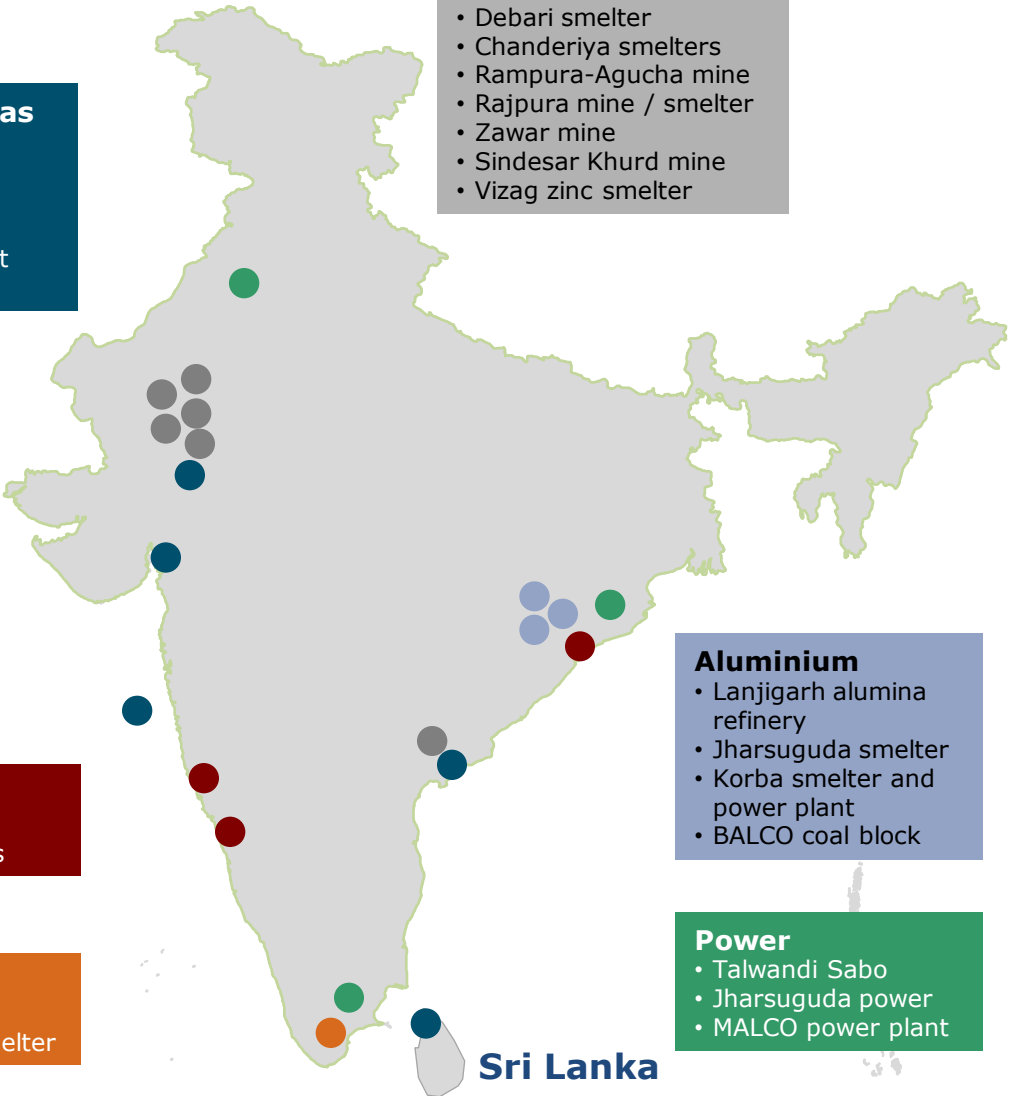 • Debari smelter
• Chanderiya smelters
• Rampura-Agucha mine
• Rajpura mine / smelter
• Zawar mine
• Sindesar Khurd mine
• Vizag zinc smelter
Aluminium
• Lanjigarh alumina
refinery
• Jharsuguda smelter
• Korba smelter and
power plant
• BALCO coal block
Power
• Talwandi Sabo
• Jharsuguda power
• MALCO power plant
Sri Lanka